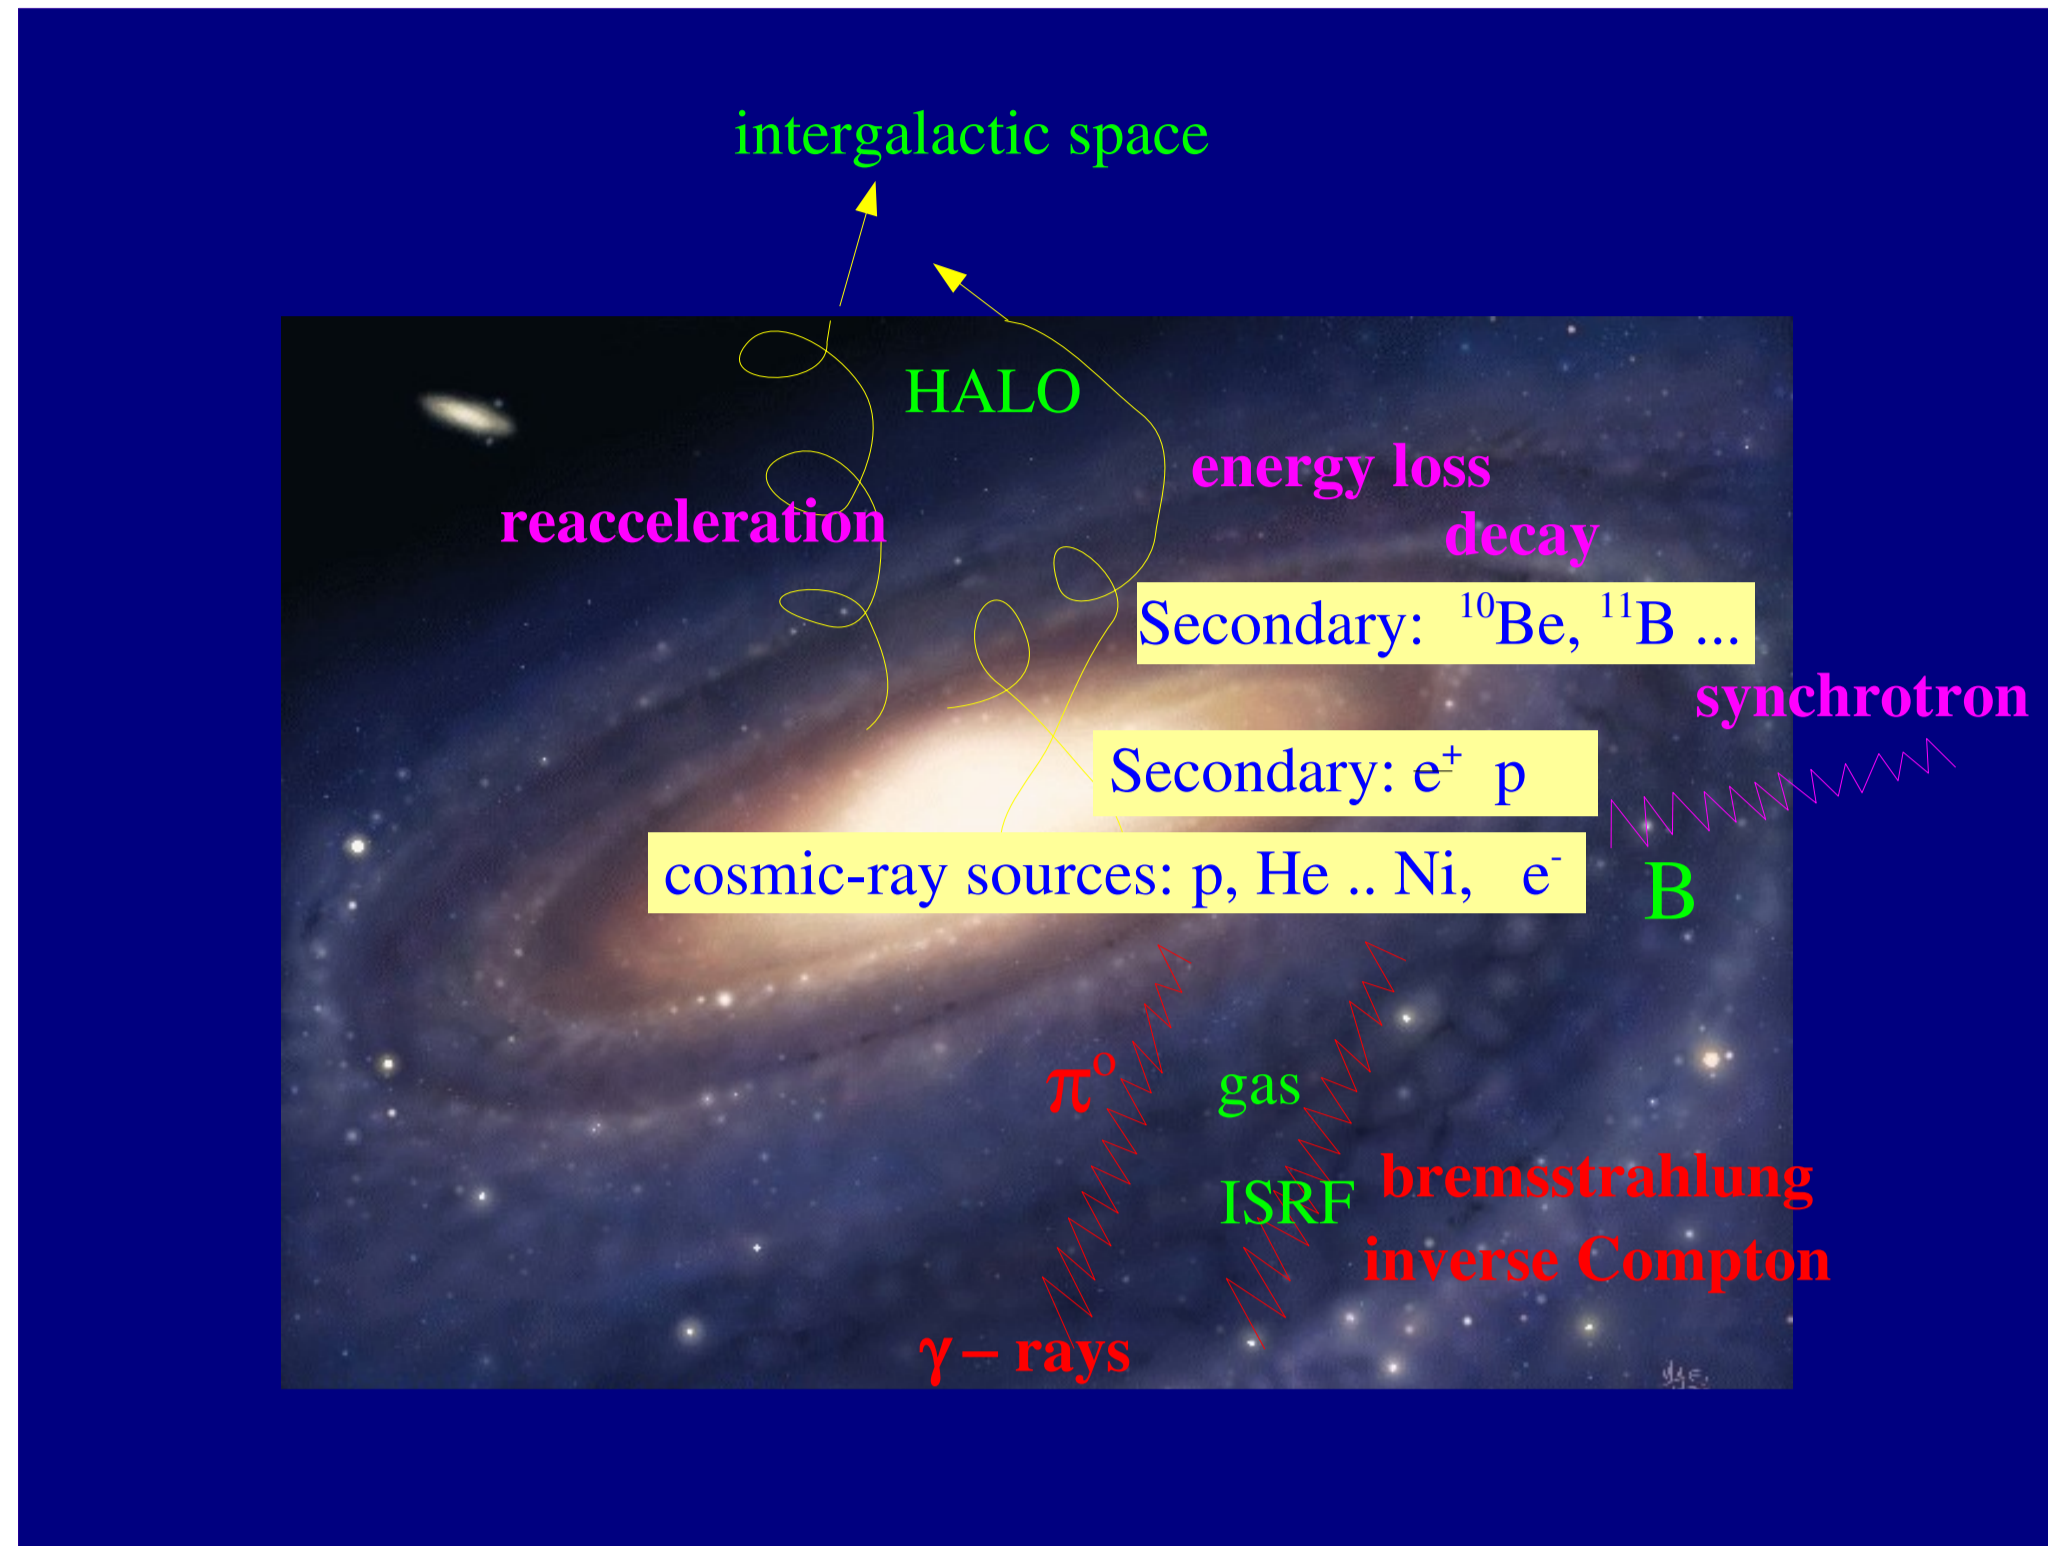 intergalactic space
HALO
energy loss
reacceleration
decay
Secondary: ¹⁰Be, ¹¹B ...
synchrotron
Secondary: e⁺ p
cosmic-ray sources: p, He .. Ni, e⁻
B
π⁰
gas
bremsstrahlung
ISRF
inverse Compton
γ – rays